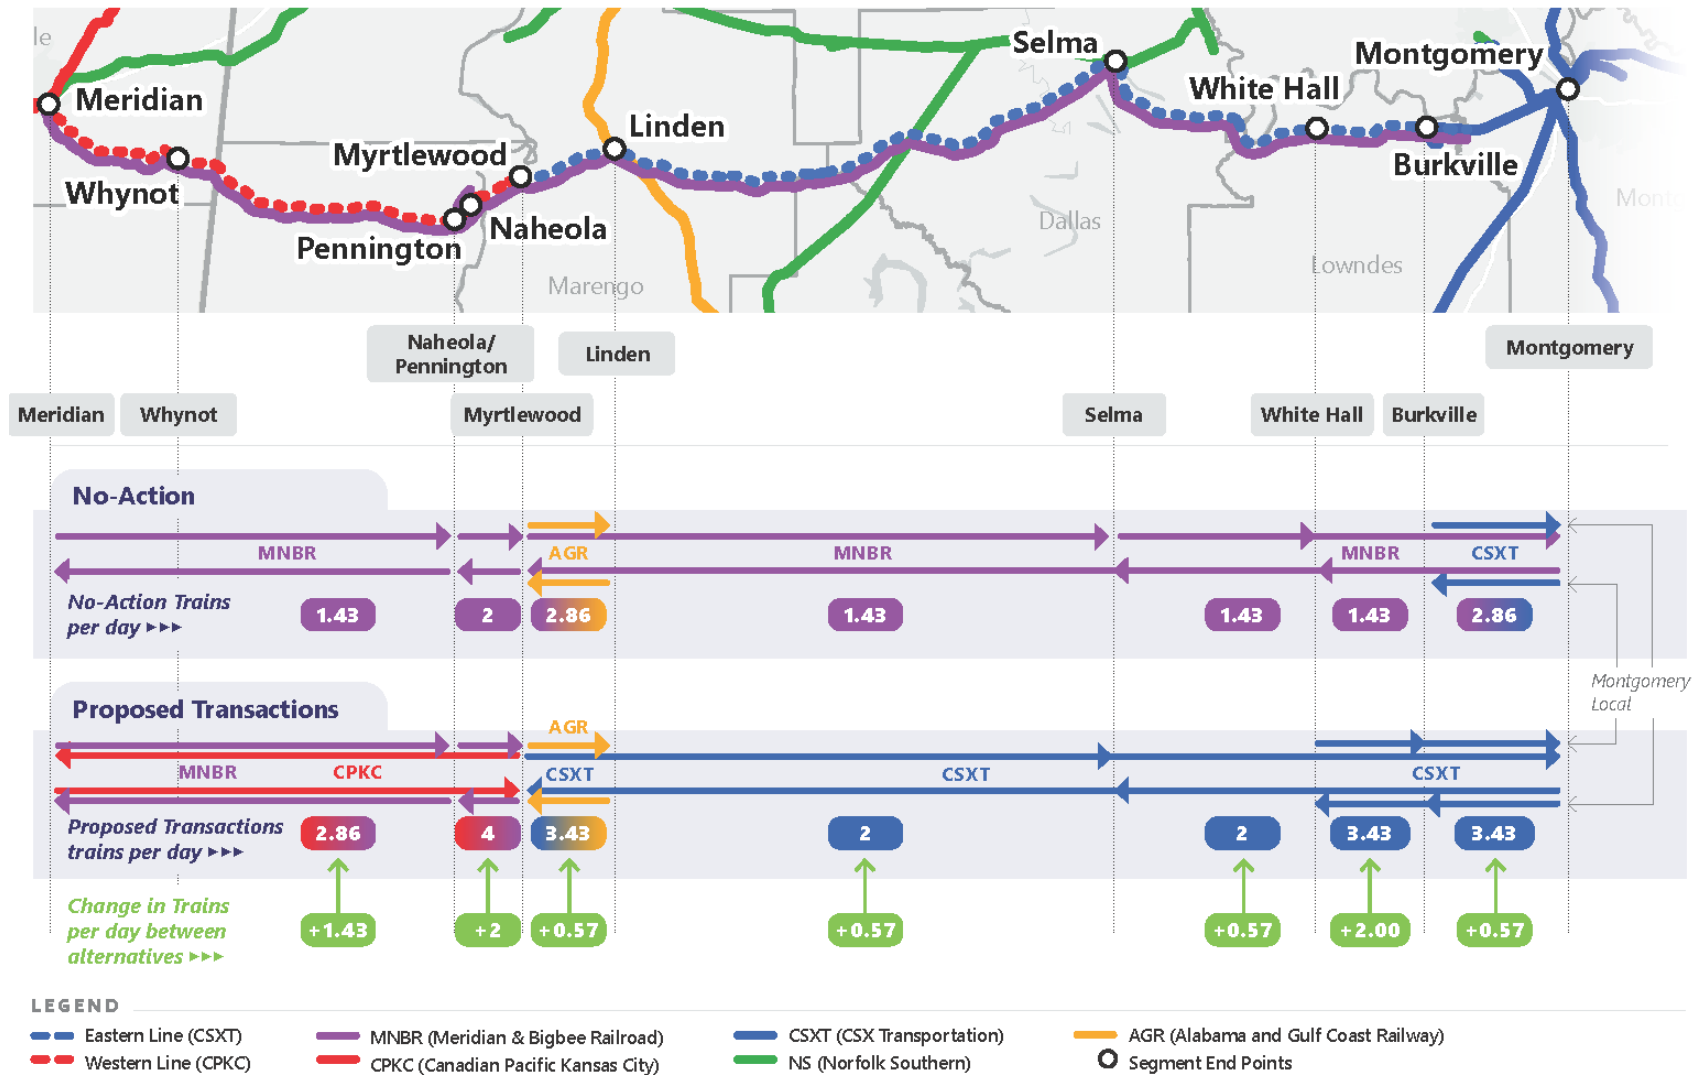 le
Meridian
Whynot
Myrtlewood
Linden
Naheola
Pennington
Marengo
Selma
White Hall
Montgomery
Burkville
Dallas
Lowndes
Naheola/
Pennington
Linden
Montgomery
Meridian
Whynot
Myrtlewood
Selma
White Hall
Burkville
No-Action
MNBR
AGR
MNBR
MNBR
CSXT
No-Action Trains
per day ►►►
1.43
2
2.86
1.43
1.43
1.43
2.86
Montgomery
Local
Proposed Transactions
AGR
MNBR
CPKC
CSXT
CSXT
CSXT
Proposed Transactions
trains per day ►►►
2.86
4
3.43
2
2
3.43
3.43
Change in Trains
per day between
alternatives ►►►
+1.43
+2
+0.57
+0.57
+0.57
+2.00
+0.57
LEGEND
Eastern Line (CSXT)
Western Line (CPKC)
MNBR (Meridian & Bigbee Railroad)
CPKC (Canadian Pacific Kansas City)
CSXT (CSX Transportation)
NS (Norfolk Southern)
AGR (Alabama and Gulf Coast Railway)
Segment End Points